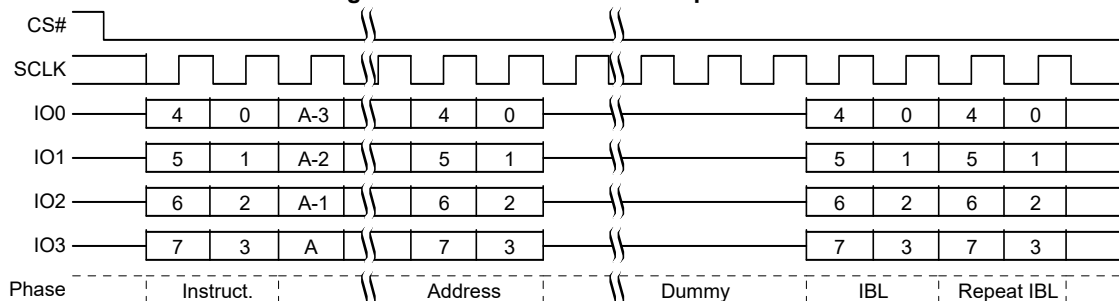 CS#
SCLK
IO0 4 0 A-3 4 0 4 0 4 0
IO1 5 1 A-2 5 1 5 1 5 1
IO2 6 2 A-1 6 2 6 2 6 2
IO3 7 3 A 7 3 7 3 7 3
Phase Instruct. Address Dummy IBL Repeat IBL